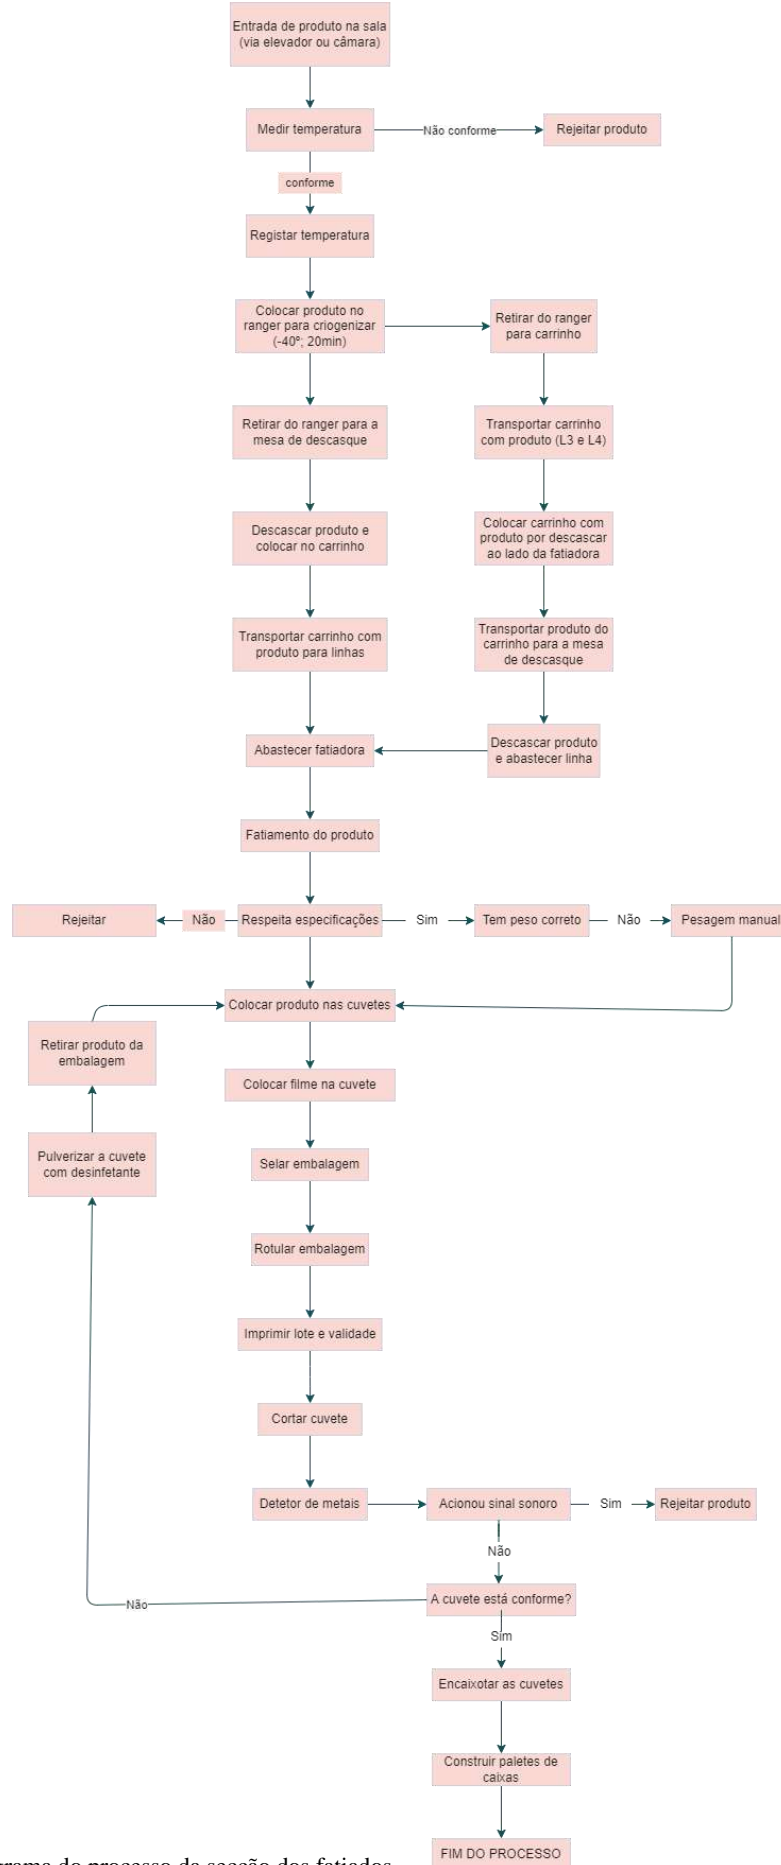 Entrada de produto na sala
(via elevador ou câmara)
Medir temperatura
Não conforme
Rejeitar produto
conforme
Registar temperatura
Colocar produto no
ranger para criogenizar
(-40º; 20min)
Retirar do ranger
para carrinho
Retirar do ranger para a
mesa de descasque
Transportar carrinho
com produto (L3 e L4)
Descascar produto e
colocar no carrinho
Colocar carrinho com
produto por descascar
ao lado da fatiadora
Transportar carrinho com
produto para linhas
Transportar produto do
carrinho para a mesa
de descasque
Abastecer fatiadora
Descascar produto
e abastecer linha
Fatiamento do produto
Rejeitar
Não
Respeita especificações
Sim
Tem peso correto
Não
Pesagem manual
Colocar produto nas cuvetes
Retirar produto da
embalagem
Colocar filme na cuvete
Pulverizar a cuvete
com desinfetante
Selar embalagem
Rotular embalagem
Imprimir lote e validade
Cortar cuvete
Detetor de metais
Acionou sinal sonoro
Sim
Rejeitar produto
Não
A cuvete está conforme?
Não
Sim
Encaixotar as cuvetes
Construir paletes de
caixas
FIM DO PROCESSO
do processo da secção dos fatiados